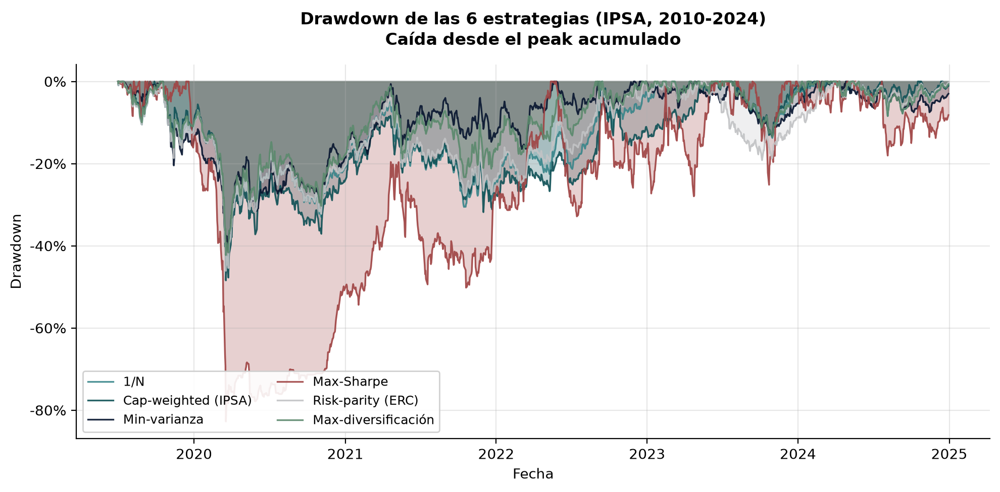 Drawdown de las 6 estrategias (IPSA, 2010-2024)
Caída desde el peak acumulado
Drawdown
0%
-20%
-40%
-60%
-80%
1/N
Cap-weighted (IPSA)
Min-varianza
Max-Sharpe
Risk-parity (ERC)
Max-diversificación
2020
2021
2022
2023
2024
2025
Fecha